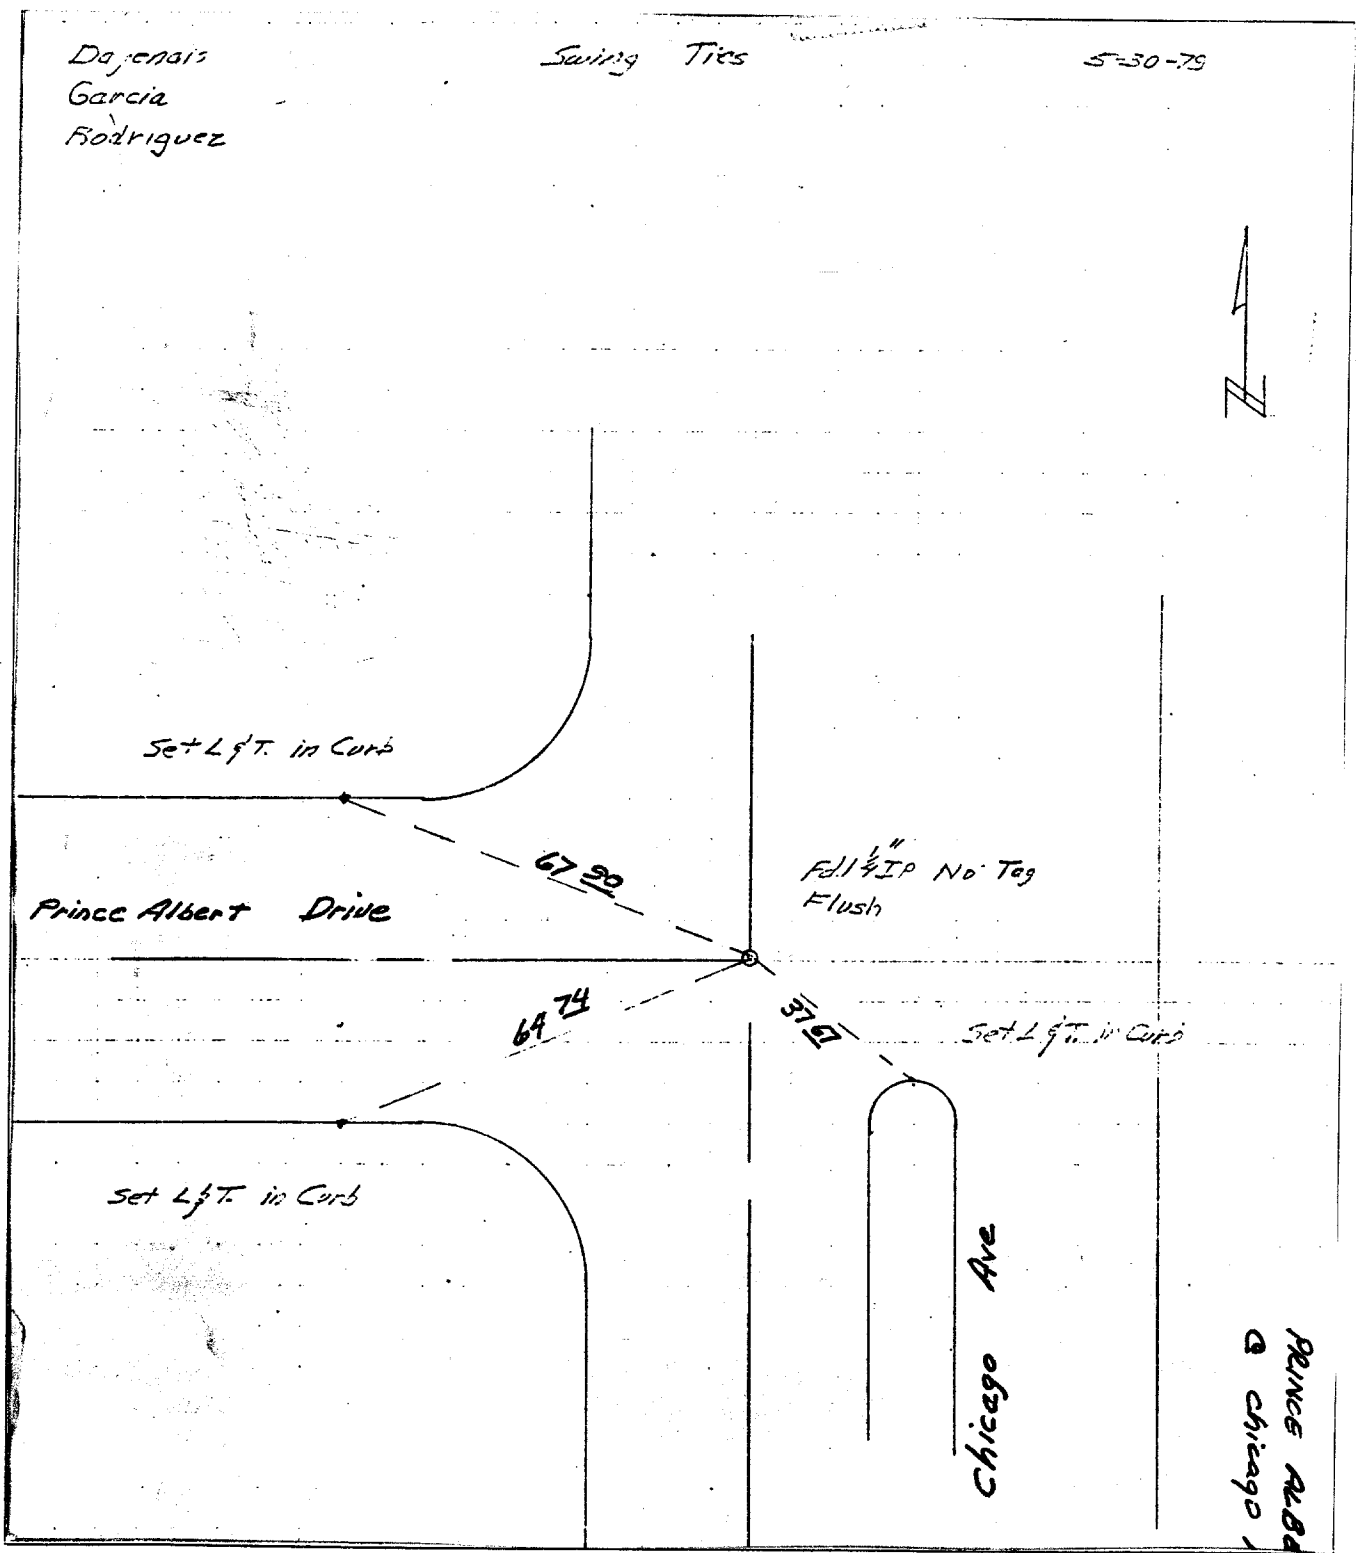 Dajenais
Garcia
Rodriguez
Swing Ties
5-30-79
N
Set L & T. in Curb
67 90
Fd. 1 1/4" IP No Tag
Flush
Prince Albert Drive
64 74
37 67
Set L & T. in Curb
Set L & T. in Curb
Chicago Ave
PRINCE ALBE
@ Chicago